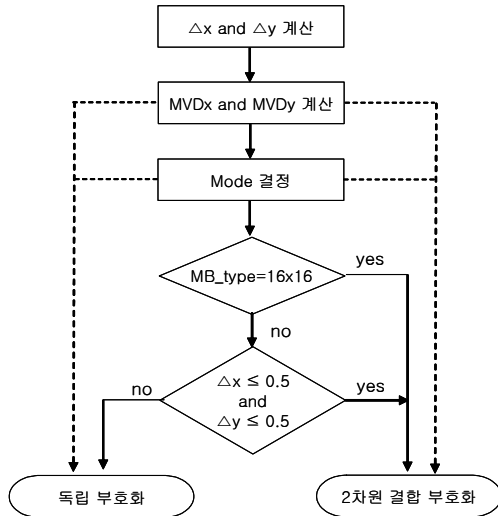 △x and △y 계산
MVDx and MVDy 계산
Mode 결정
yes
MB_type=16x16
no
no
△x ≤ 0.5
and
△y ≤ 0.5
yes
독립 부호화
2차원 결합 부호화